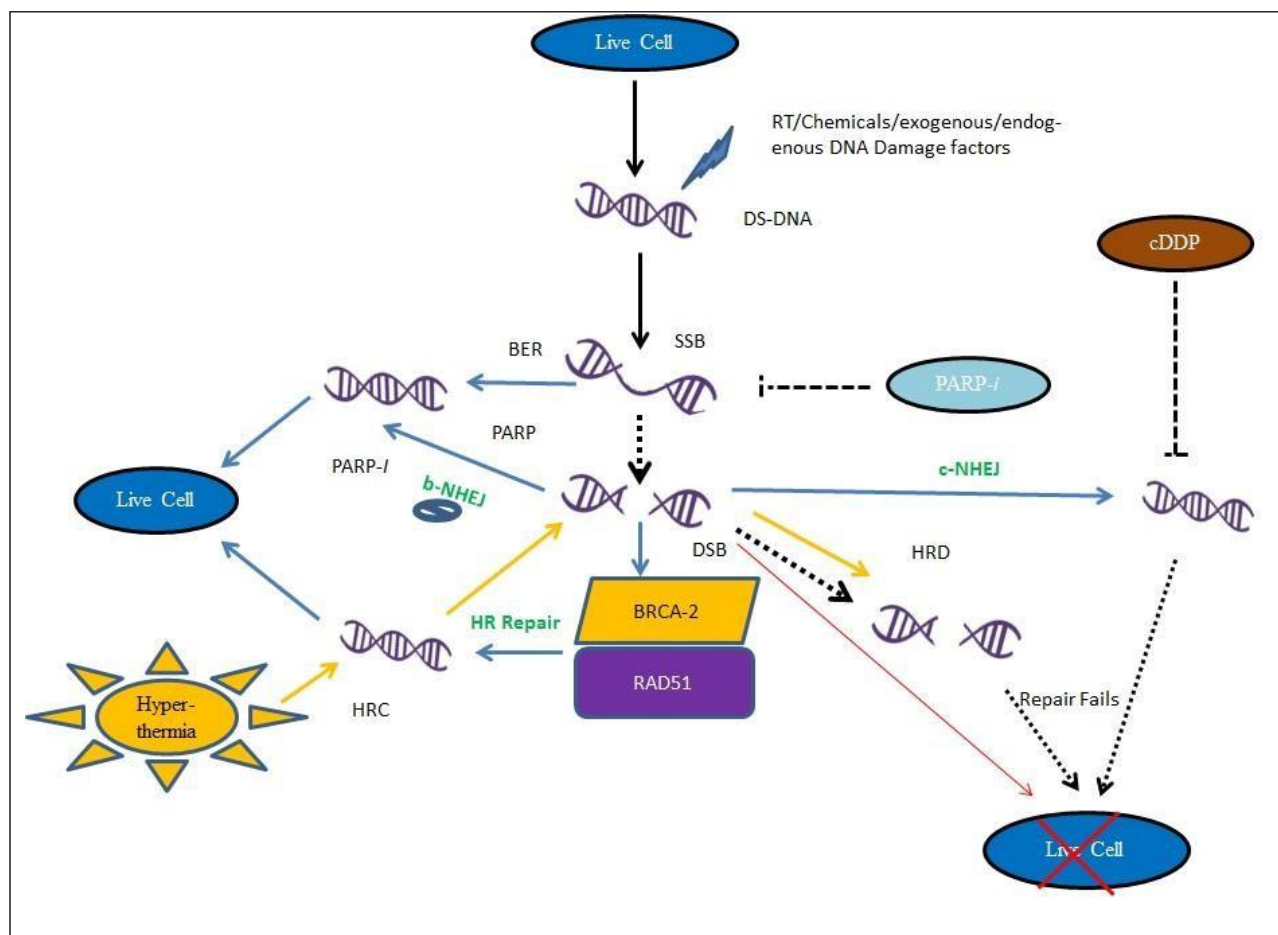 Live Cell
RT/Chemicals/exogenous/endog-
enous DNA Damage factors
DS-DNA
cDDP
SSB
BER
PARP-i
PARP
PARP-I
b-NHEJ
c-NHEJ
Live Cell
DSB
HRD
BRCA-2
HR Repair
RAD51
Hyper-
thermia
HRC
Repair Fails
Live Cell